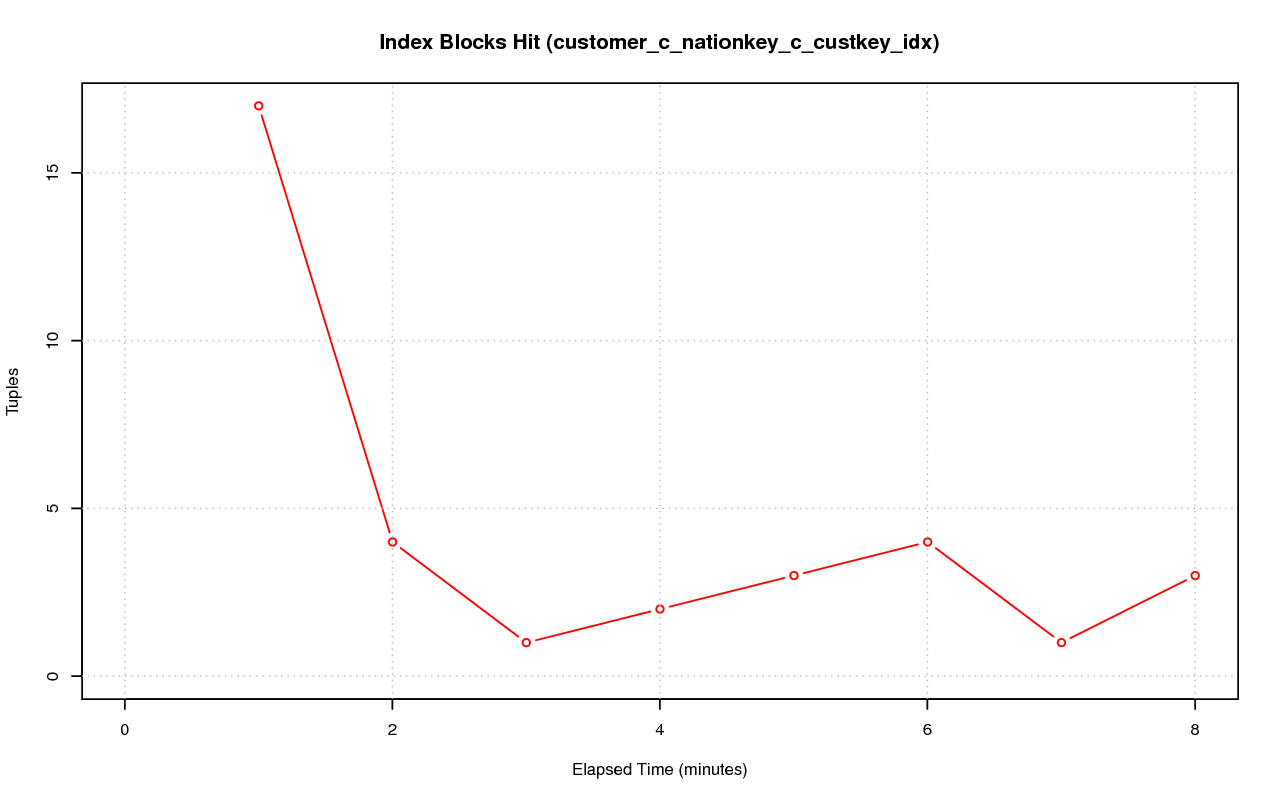 Index Blocks Hit (customer_c_nationkey_c_custkey_idx)
Tuples
15
10
5
0
0 2 4 6 8
Elapsed Time (minutes)